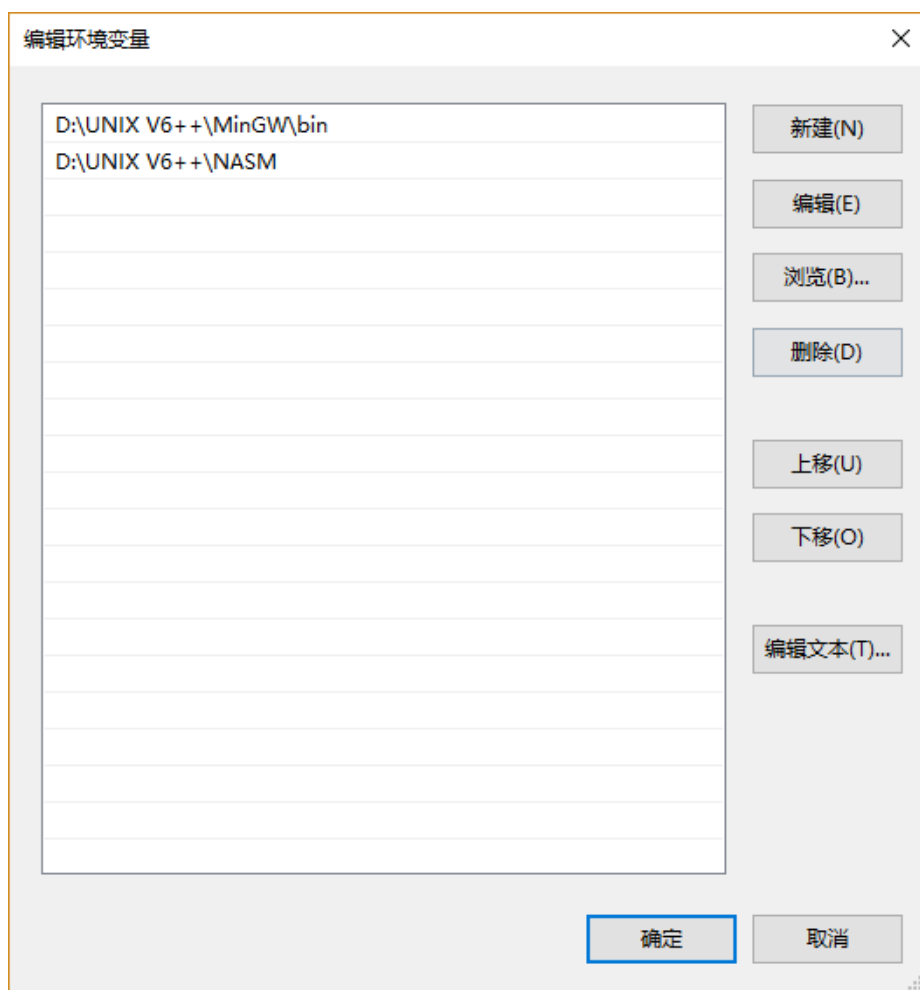 编辑环境变量
D:\UNIX V6++\MinGW\bin
D:\UNIX V6++\NASM
新建(N)
编辑(E)
浏览(B)...
删除(D)
上移(U)
下移(O)
编辑文本(T)...
确定
取消